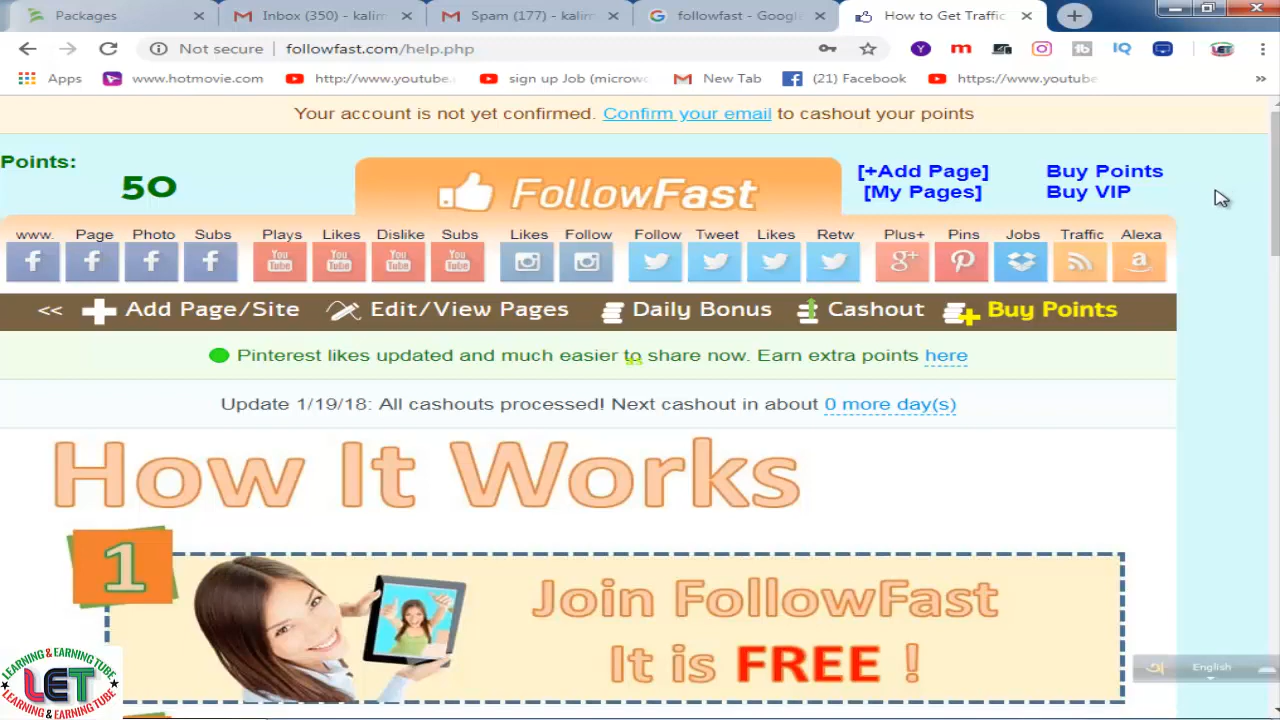 Packages
Inbox (350) - kalir
Spam (177) - kalir
followfast - Google
How to Get Traffic
Not secure
followfast.com/help.php
Apps
www.hotmovie.com
http://www.youtube.
sign up Job (microwo
New Tab
(21) Facebook
https://www.youtube
Your account is not yet confirmed. Confirm your email to cashout your points
Points:
50
FollowFast
[+Add Page]
Buy Points
[My Pages]
Buy VIP
www. Page Photo Subs Plays Likes Dislike Subs Likes Follow Follow Tweet Likes Retw Plus+ Pins Jobs Traffic Alexa
<< Add Page/Site Edit/View Pages Daily Bonus Cashout Buy Points
Pinterest likes updated and much easier to share now. Earn extra points here
Update 1/19/18: All cashouts processed! Next cashout in about 0 more day(s)
How It Works
1
Join FollowFast
It is FREE !
LEARNING & EARNING TUBE
LET
LEARNING & EARNING TUBE
অ English